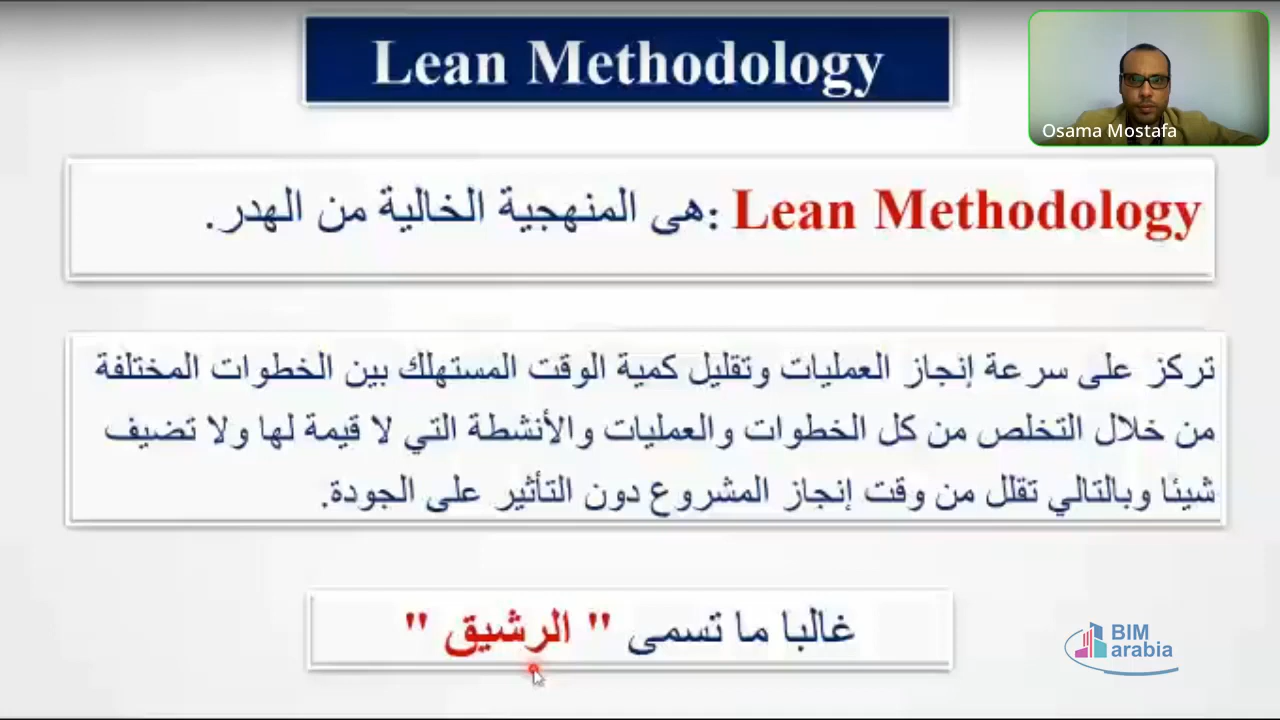 Lean Methodology
Osama Mostafa
Lean Methodology :هى المنهجية الخالية من الهدر.
تركز على سرعة إنجاز العمليات وتقليل كمية الوقت المستهلك بين الخطوات المختلفة
من خلال التخلص من كل الخطوات والعمليات والأنشطة التي لا قيمة لها ولا تضيف
شيئا وبالتالي تقلل من وقت إنجاز المشروع دون التأثير على الجودة.
غالبا ما تسمى " الرشيق "
BIM
arabia